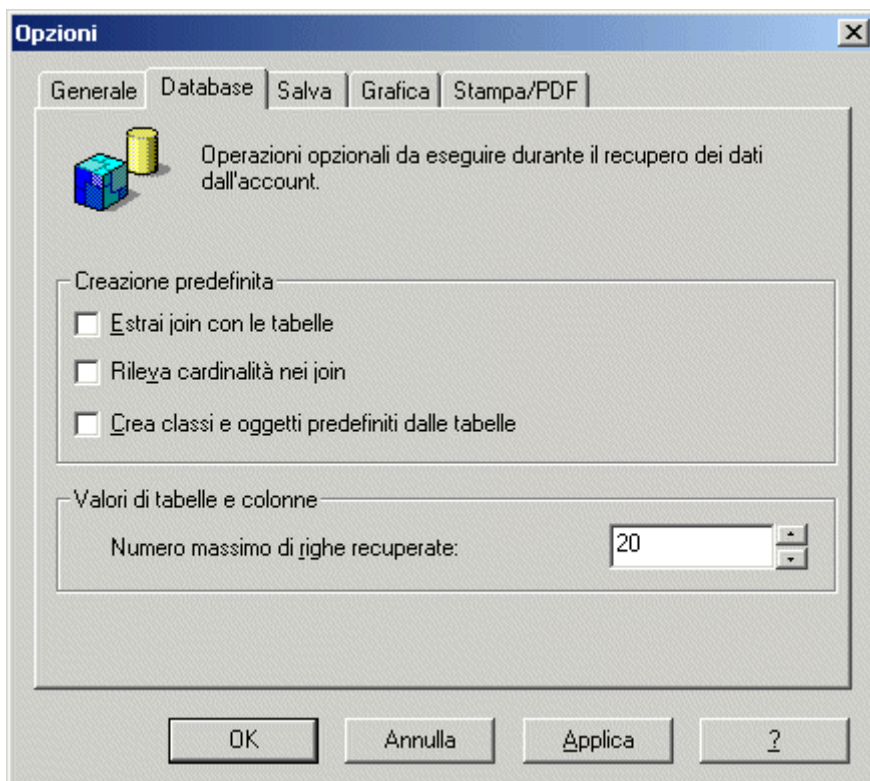 Opzioni
Generale Database Salva Grafica Stampa/PDF
Operazioni opzionali da eseguire durante il recupero dei dati
dall'account.
Creazione predefinita
Estrai join con le tabelle
Rileva cardinalità nei join
Crea classi e oggetti predefiniti dalle tabelle
Valori di tabelle e colonne
Numero massimo di righe recuperate: 20
OK Annulla Applica ?